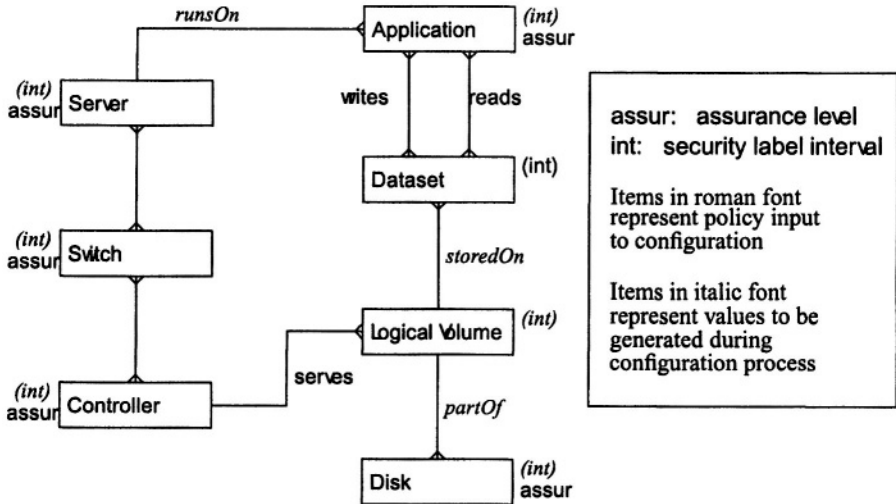 runsOn
Application
(int)
assur
(int)
assur
Server
writes
reads
Dataset
(int)
(int)
assur
Switch
storedOn
Logical Volume
(int)
serves
(int)
assur
Controller
partOf
Disk
(int)
assur
assur: assurance level
int: security label interval
Items in roman font
represent policy input
to configuration
Items in italic font
represent values to be
generated during
configuration process